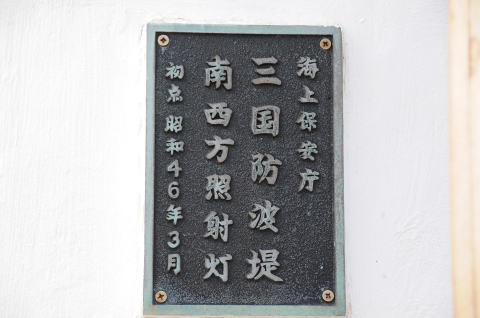 海上保安庁
三国防波堤
南西方照射灯
初点 昭和46年3月